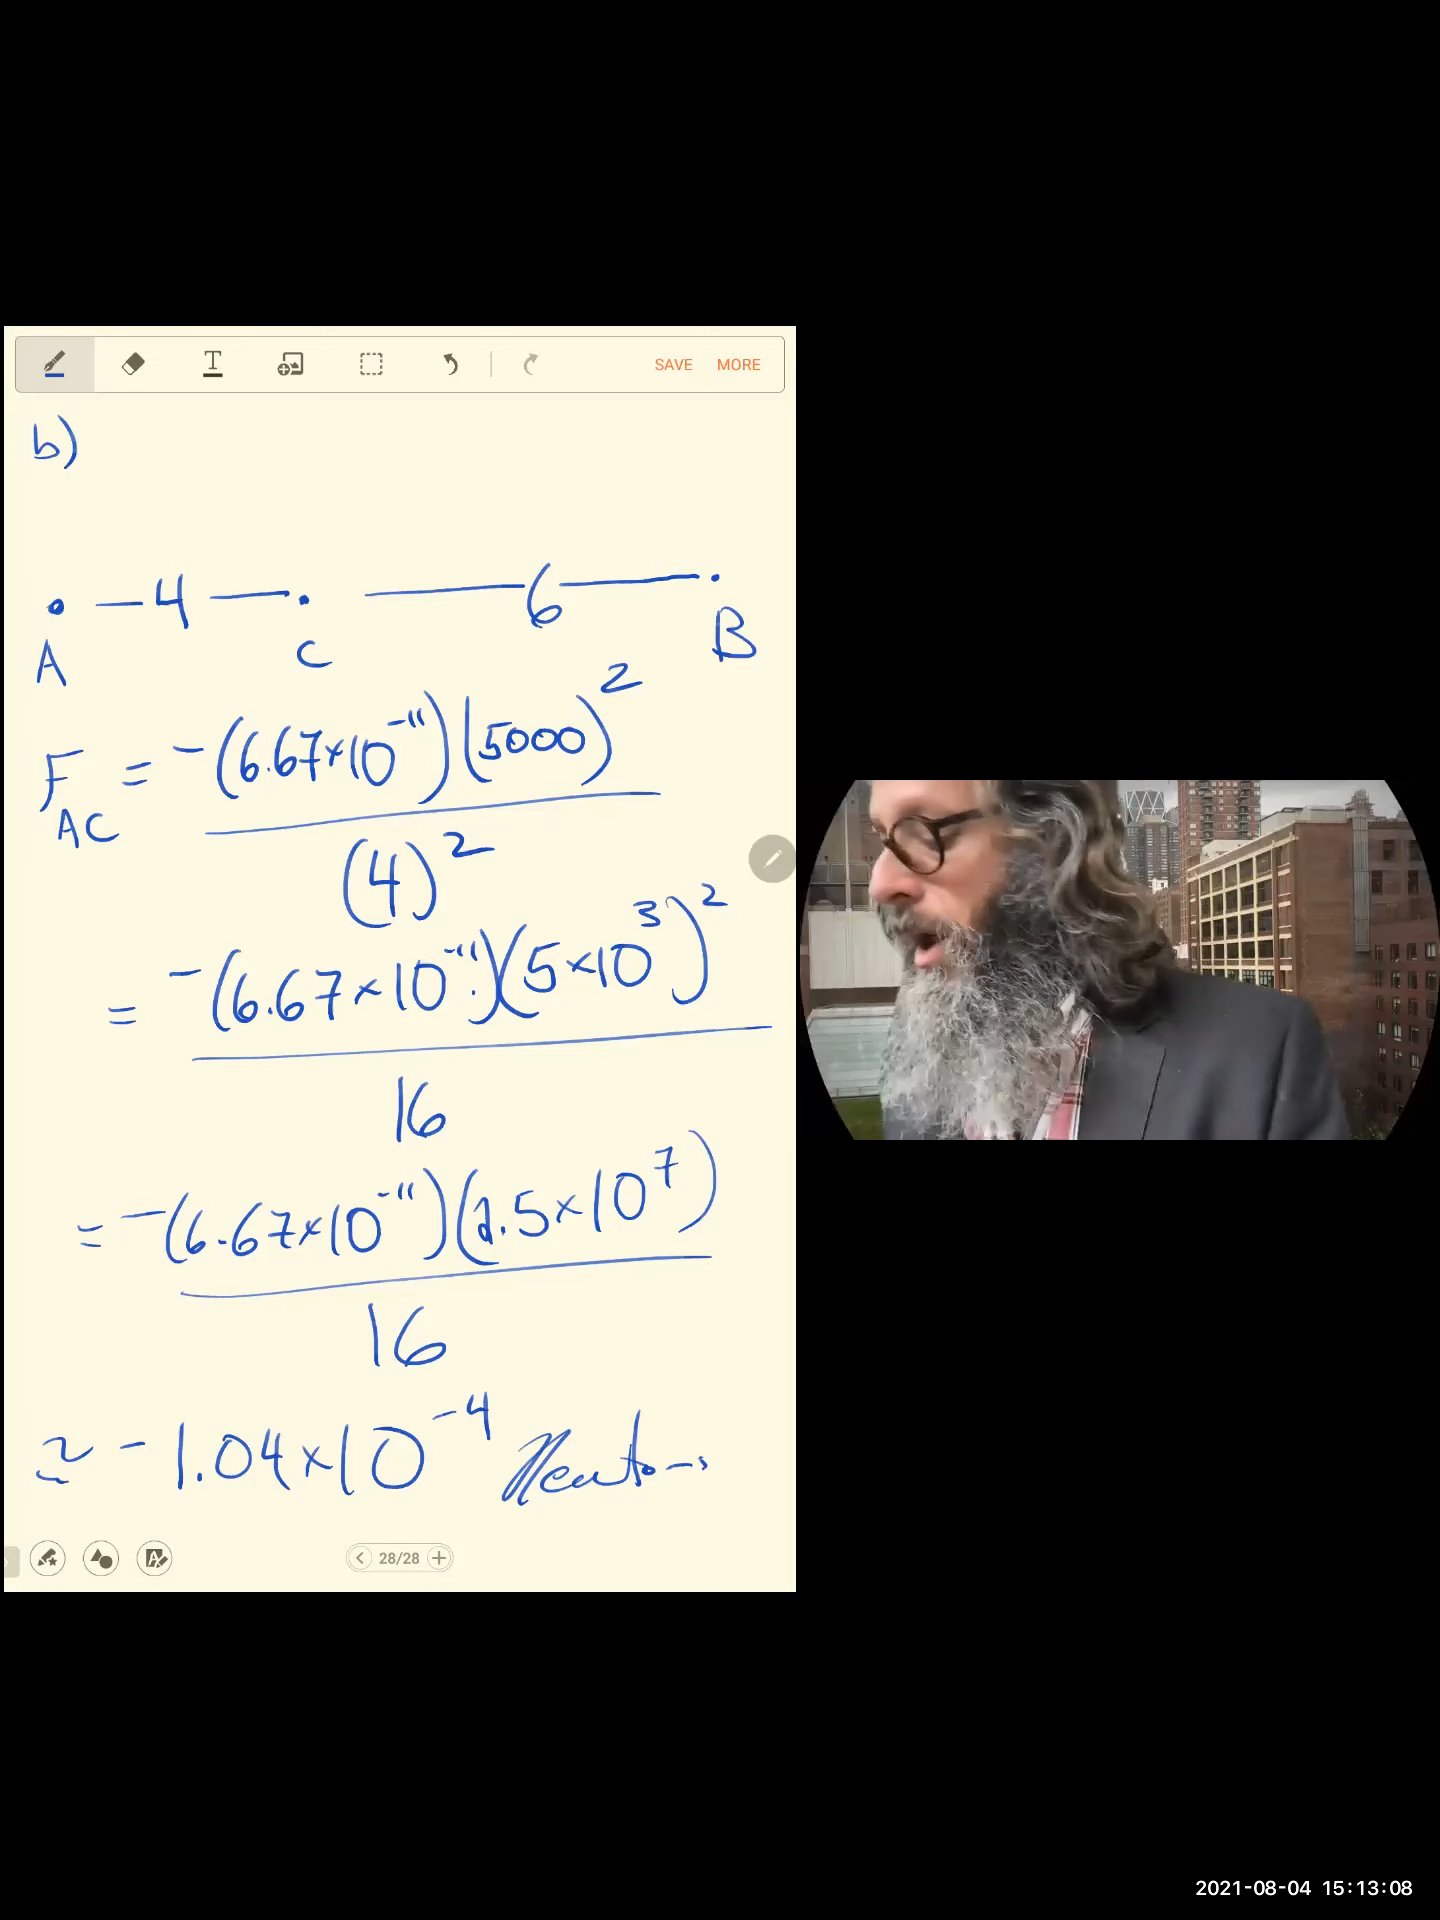 SAVE MORE
b)
A —4— C —6— B
F_AC = -(6.67×10^-11)(5000)^2
(4)^2
= -(6.67×10^-11)(5×10^3)^2
16
= -(6.67×10^-11)(2.5×10^7)
16
≃ -1.04×10^-4 Newtons
28/28
2021-08-04 15:13:08